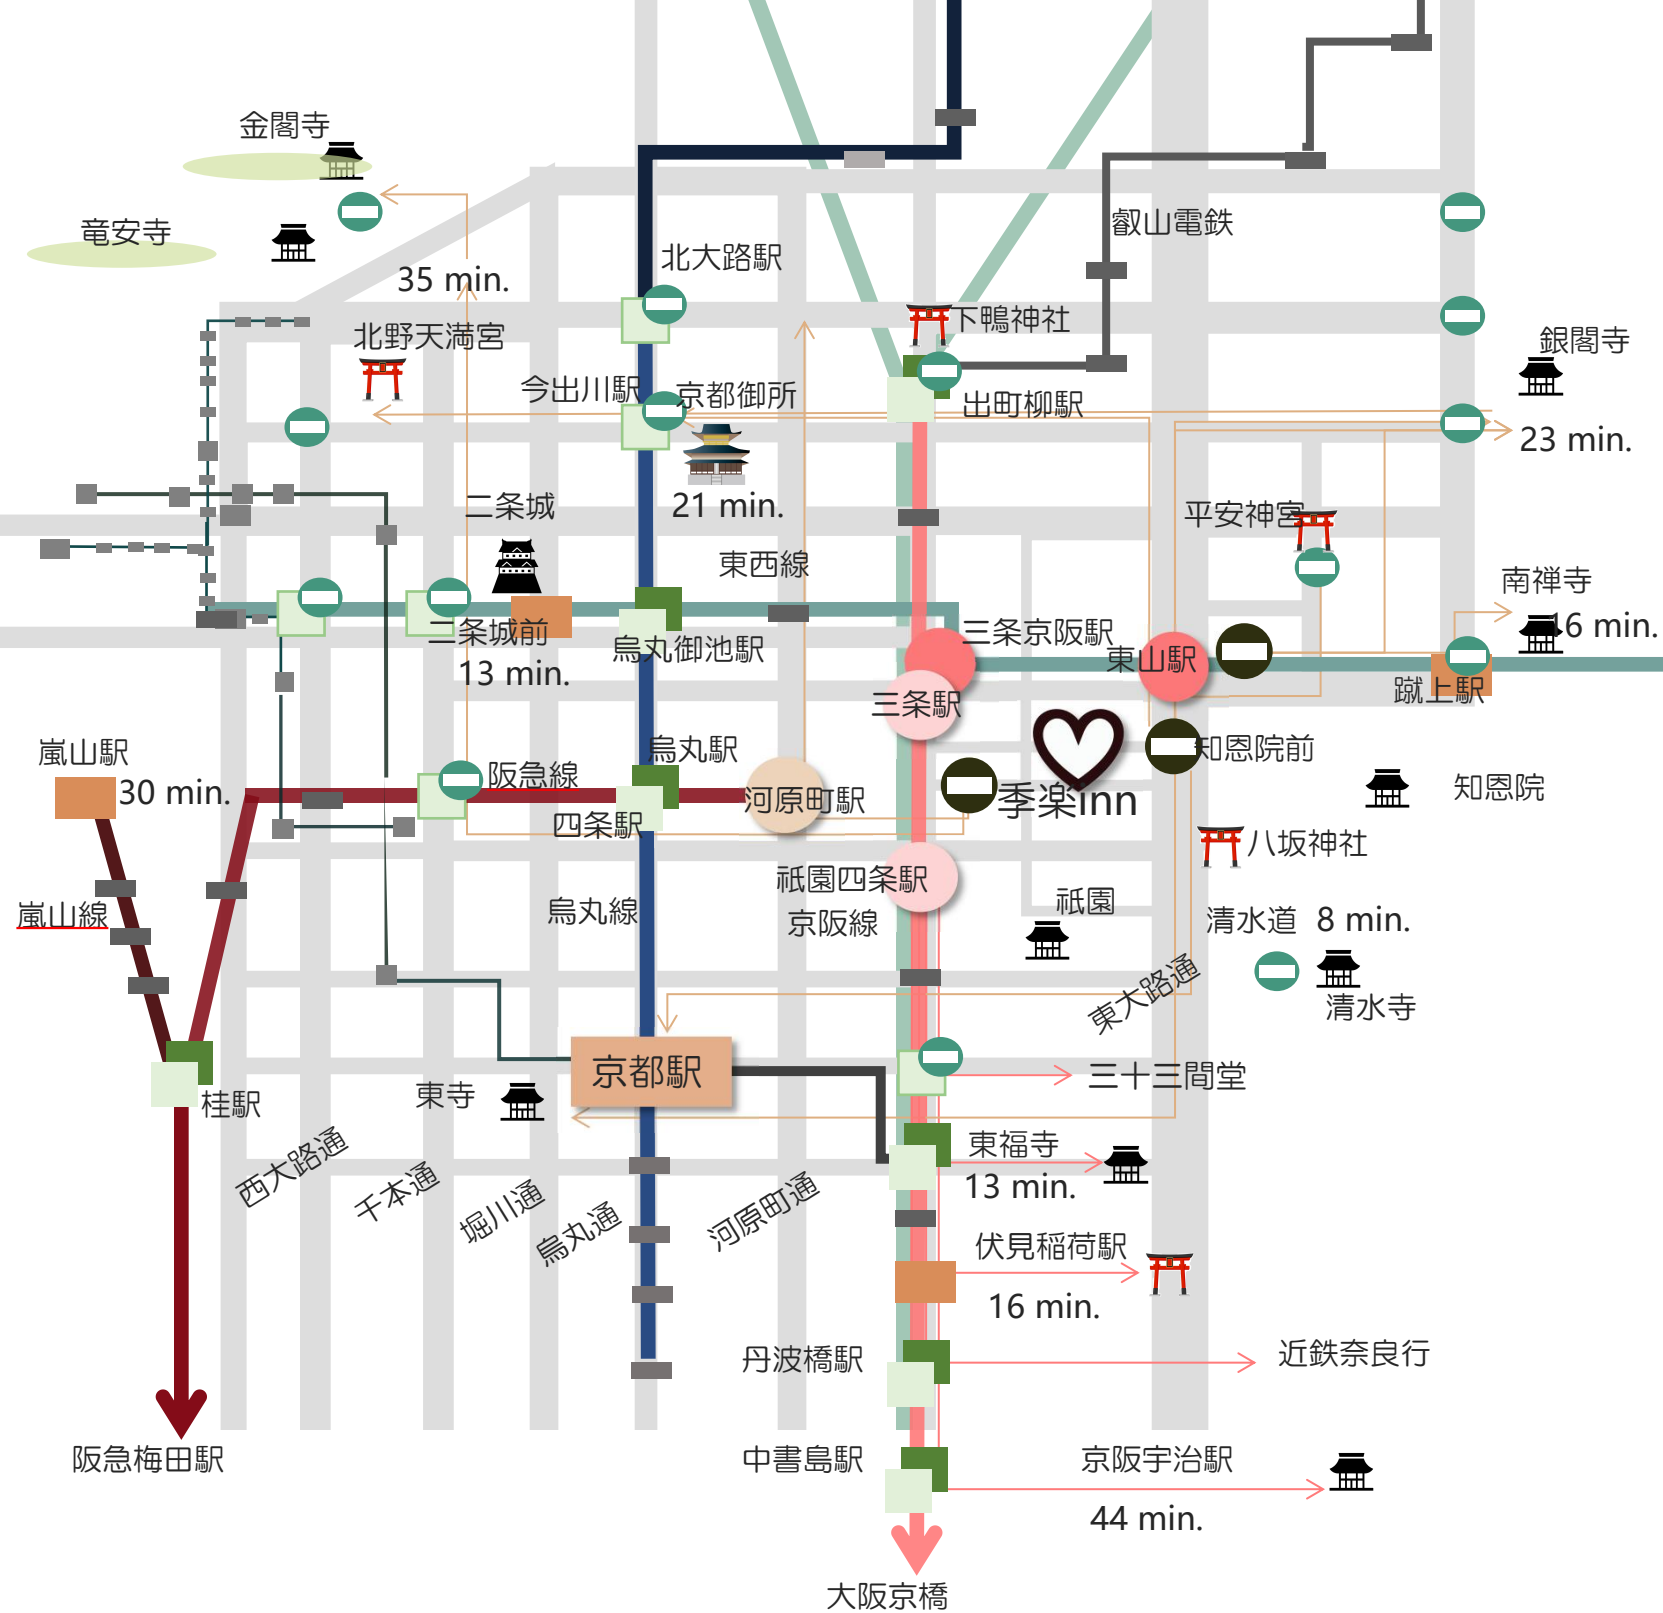 金閣寺
竜安寺
叡山電鉄
北大路駅
35 min.
下鴨神社
北野天満宮
銀閣寺
今出川駅
京都御所
出町柳駅
23 min.
二条城
21 min.
平安神宮
東西線
南禅寺
16 min.
二条城前
烏丸御池駅
三条京阪駅
東山駅
13 min.
蹴上駅
三条駅
嵐山駅
烏丸駅
知恩院前
30 min.
阪急線
河原町駅
季楽inn
知恩院
四条駅
八坂神社
祇園四条駅
祇園
嵐山線
烏丸線
京阪線
清水道 8 min.
東大路通
清水寺
京都駅
三十三間堂
東寺
桂駅
東福寺
13 min.
西大路通
千本通
堀川通
烏丸通
河原町通
伏見稲荷駅
16 min.
丹波橋駅
近鉄奈良行
阪急梅田駅
中書島駅
京阪宇治駅
44 min.
大阪京橋